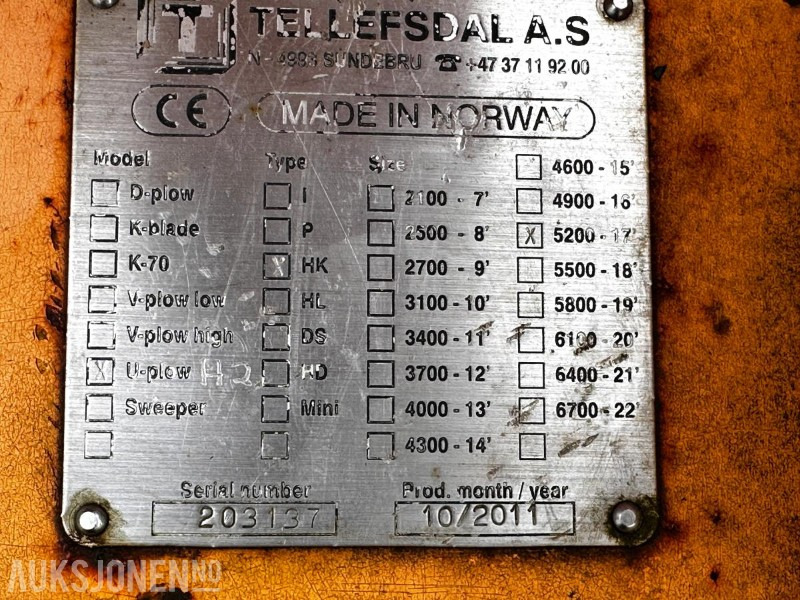 T TELLEFSDAL A.S
N - 4993 SUNDEBRU ☎ +47 37 11 92 00
CE MADE IN NORWAY
Model Type Size
D-plow
K-blade
K-70
V-plow low
V-plow high
X U-plow
Sweeper
I
P
X HK
HL
DS
HD
Mini
2100 - 7'
2500 - 8'
2700 - 9'
3100 - 10'
3400 - 11'
3700 - 12'
4000 - 13'
4300 - 14'
4600 - 15'
4900 - 16'
X 5200 - 17'
5500 - 18'
5800 - 19'
6100 - 20'
6400 - 21'
6700 - 22'
Serial number Prod. month / year
203137 10/2011
AUKSJONEN.NO